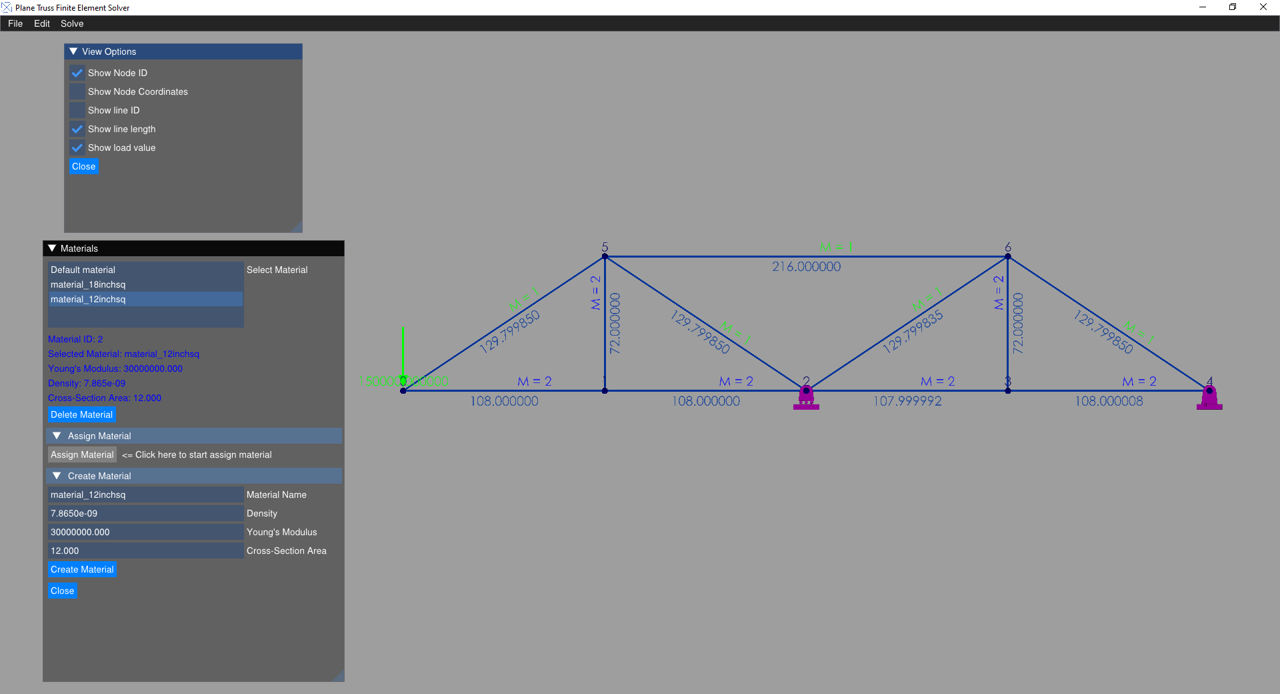 Plane Truss Finite Element Solver
File Edit Solve
View Options
Show Node ID
Show Node Coordinates
Show line ID
Show line length
Show load value
Close
Materials
Default material
material_18inchsq
material_12inchsq
Select Material
Material ID: 2
Selected Material: material_12inchsq
Young's Modulus: 30000000.000
Density: 7.865e-09
Cross-Section Area: 12.000
Delete Material
Assign Material
Assign Material <= Click here to start assign material
Create Material
material_12inchsq Material Name
7.8650e-09 Density
30000000.000 Young's Modulus
12.000 Cross-Section Area
Create Material
Close
5
M = 1
6
216.000000
M = 1
129.799850
M = 2
72.000000
M = 1
129.799850
M = 1
129.799835
M = 2
72.000000
M = 1
129.799850
M = 2
M = 2
2
M = 2
3
M = 2
4
108.000000
108.000000
107.999992
108.000008